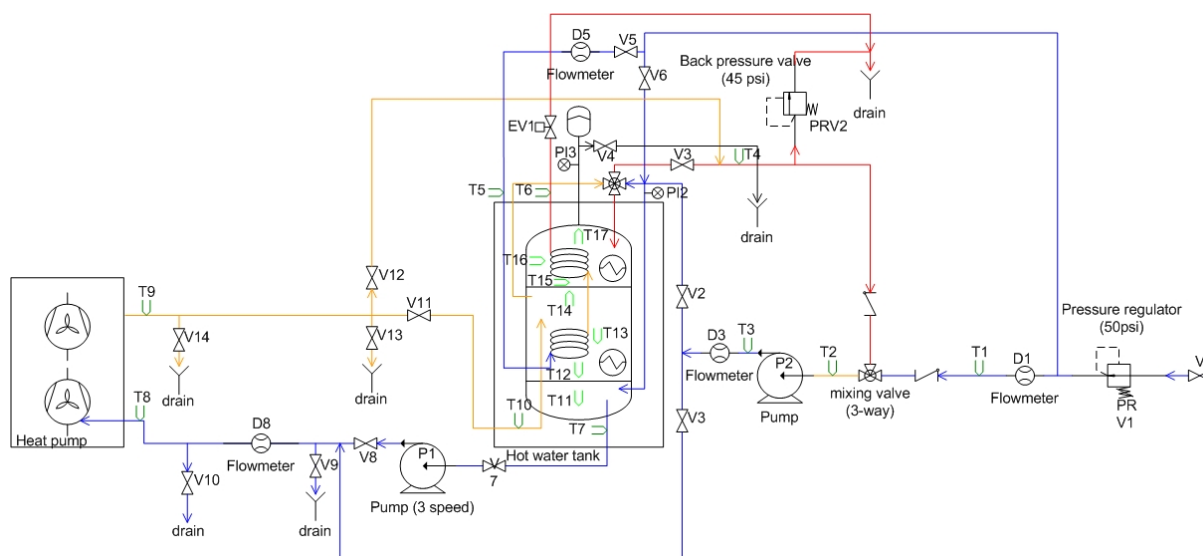 D5
V5
Flowmeter
V6
Back pressure valve
(45 psi)
PRV2
drain
EV1
PI3
V4
V3
T4
T5
T6
PI2
drain
T17
T16
T15
T14
T13
T12
T11
T10
T7
Hot water tank
T9
V12
V11
V14
V13
drain
drain
T8
Heat pump
D8
Flowmeter
V10
V9
V8
P1
V
7
Pump (3 speed)
drain
drain
V2
D3
T3
Flowmeter
V3
P2
Pump
T2
mixing valve
(3-way)
T1
D1
Flowmeter
Pressure regulator
(50psi)
PR
V1
V